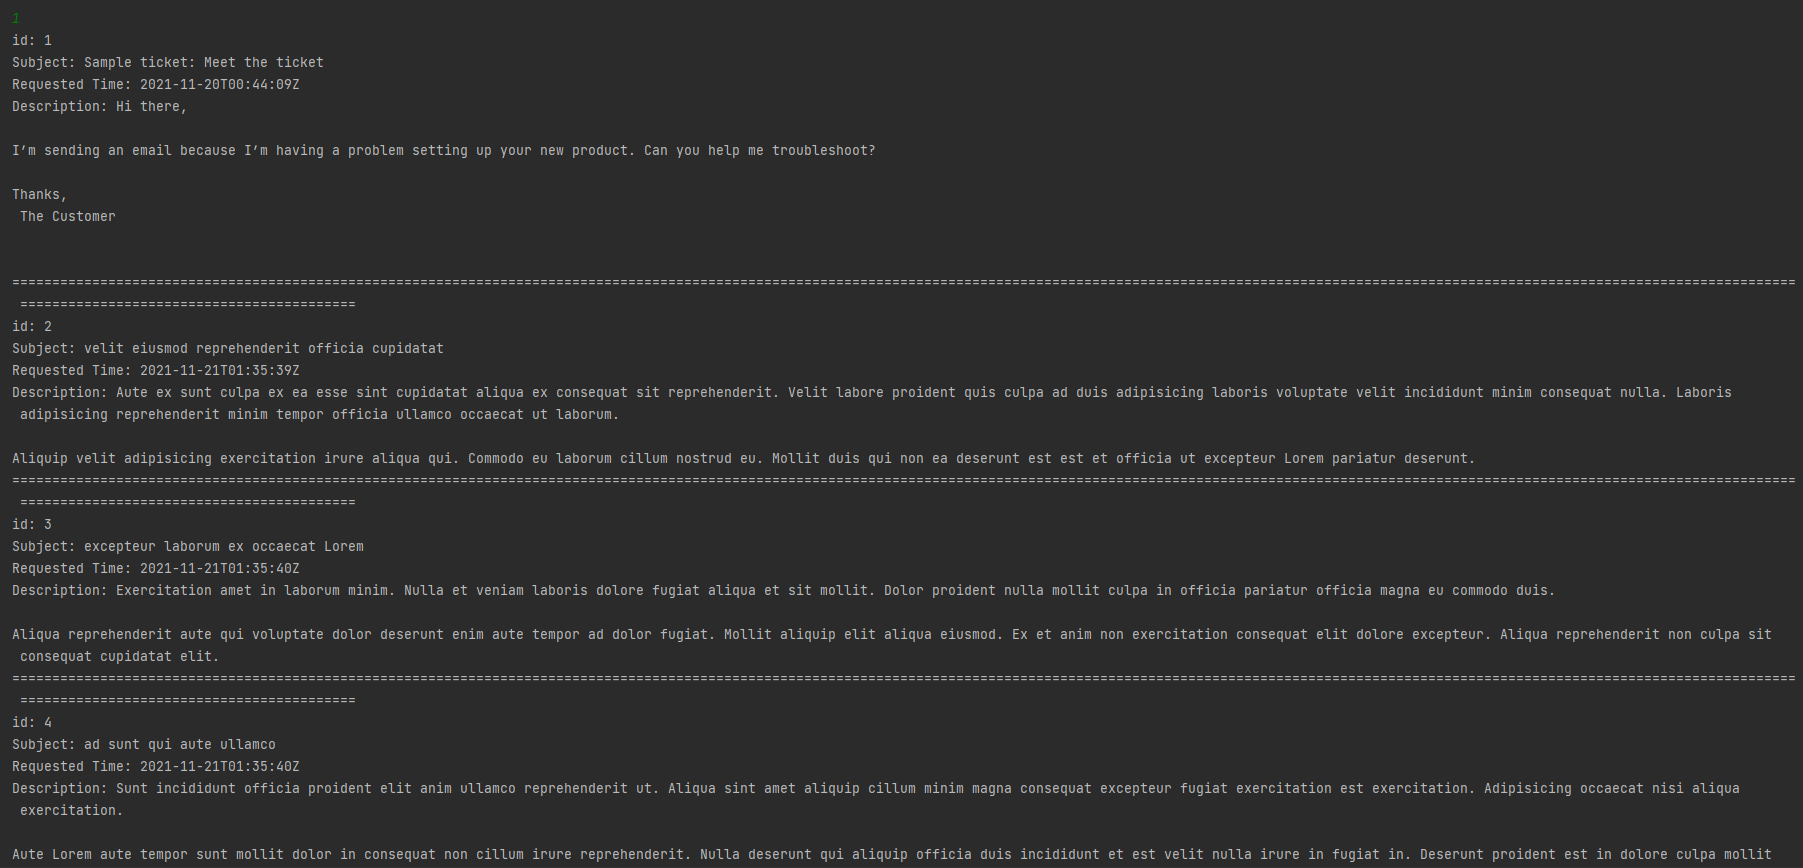 1
id: 1
Subject: Sample ticket: Meet the ticket
Requested Time: 2021-11-20T00:44:09Z
Description: Hi there,

I’m sending an email because I’m having a problem setting up your new product. Can you help me troubleshoot?

Thanks,
 The Customer


===============================================================================================================================================================================================================================
 ==========================================
id: 2
Subject: velit eiusmod reprehenderit officia cupidatat
Requested Time: 2021-11-21T01:35:39Z
Description: Aute ex sunt culpa ex ea esse sint cupidatat aliqua ex consequat sit reprehenderit. Velit labore proident quis culpa ad duis adipisicing laboris voluptate velit incididunt minim consequat nulla. Laboris
 adipisicing reprehenderit minim tempor officia ullamco occaecat ut laborum.

Aliquip velit adipisicing exercitation irure aliqua qui. Commodo eu laborum cillum nostrud eu. Mollit duis qui non ea deserunt est est et officia ut excepteur Lorem pariatur deserunt.
===============================================================================================================================================================================================================================
 ==========================================
id: 3
Subject: excepteur laborum ex occaecat Lorem
Requested Time: 2021-11-21T01:35:40Z
Description: Exercitation amet in laborum minim. Nulla et veniam laboris dolore fugiat aliqua et sit mollit. Dolor proident nulla mollit culpa in officia pariatur officia magna eu commodo duis.

Aliqua reprehenderit aute qui voluptate dolor deserunt enim aute tempor ad dolor fugiat. Mollit aliquip elit aliqua eiusmod. Ex et anim non exercitation consequat elit dolore excepteur. Aliqua reprehenderit non culpa sit
 consequat cupidatat elit.
===============================================================================================================================================================================================================================
 ==========================================
id: 4
Subject: ad sunt qui aute ullamco
Requested Time: 2021-11-21T01:35:40Z
Description: Sunt incididunt officia proident elit anim ullamco reprehenderit ut. Aliqua sint amet aliquip cillum minim magna consequat excepteur fugiat exercitation est exercitation. Adipisicing occaecat nisi aliqua
 exercitation.

Aute Lorem aute tempor sunt mollit dolor in consequat non cillum irure reprehenderit. Nulla deserunt qui aliquip officia duis incididunt et est velit nulla irure in fugiat in. Deserunt proident est in dolore culpa mollit